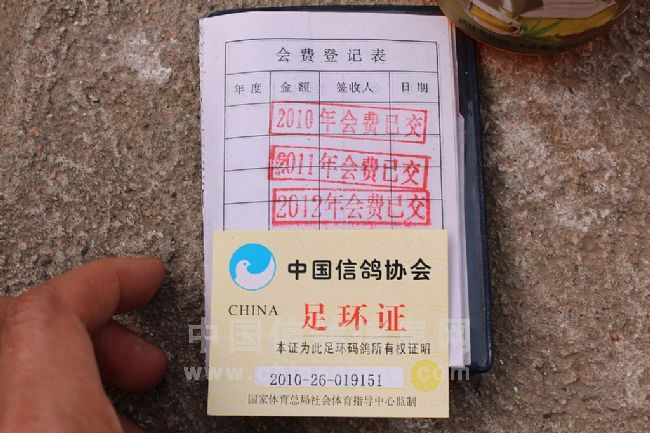 会费登记表
年度 金额 签收人 日期
2010年会费已交
2011年会费已交
2012年会费已交
中国信鸽协会
CHINA 足环证
本证为此足环码鸽所有权证明
2010-26-019151
国家体育总局社会体育指导中心监制